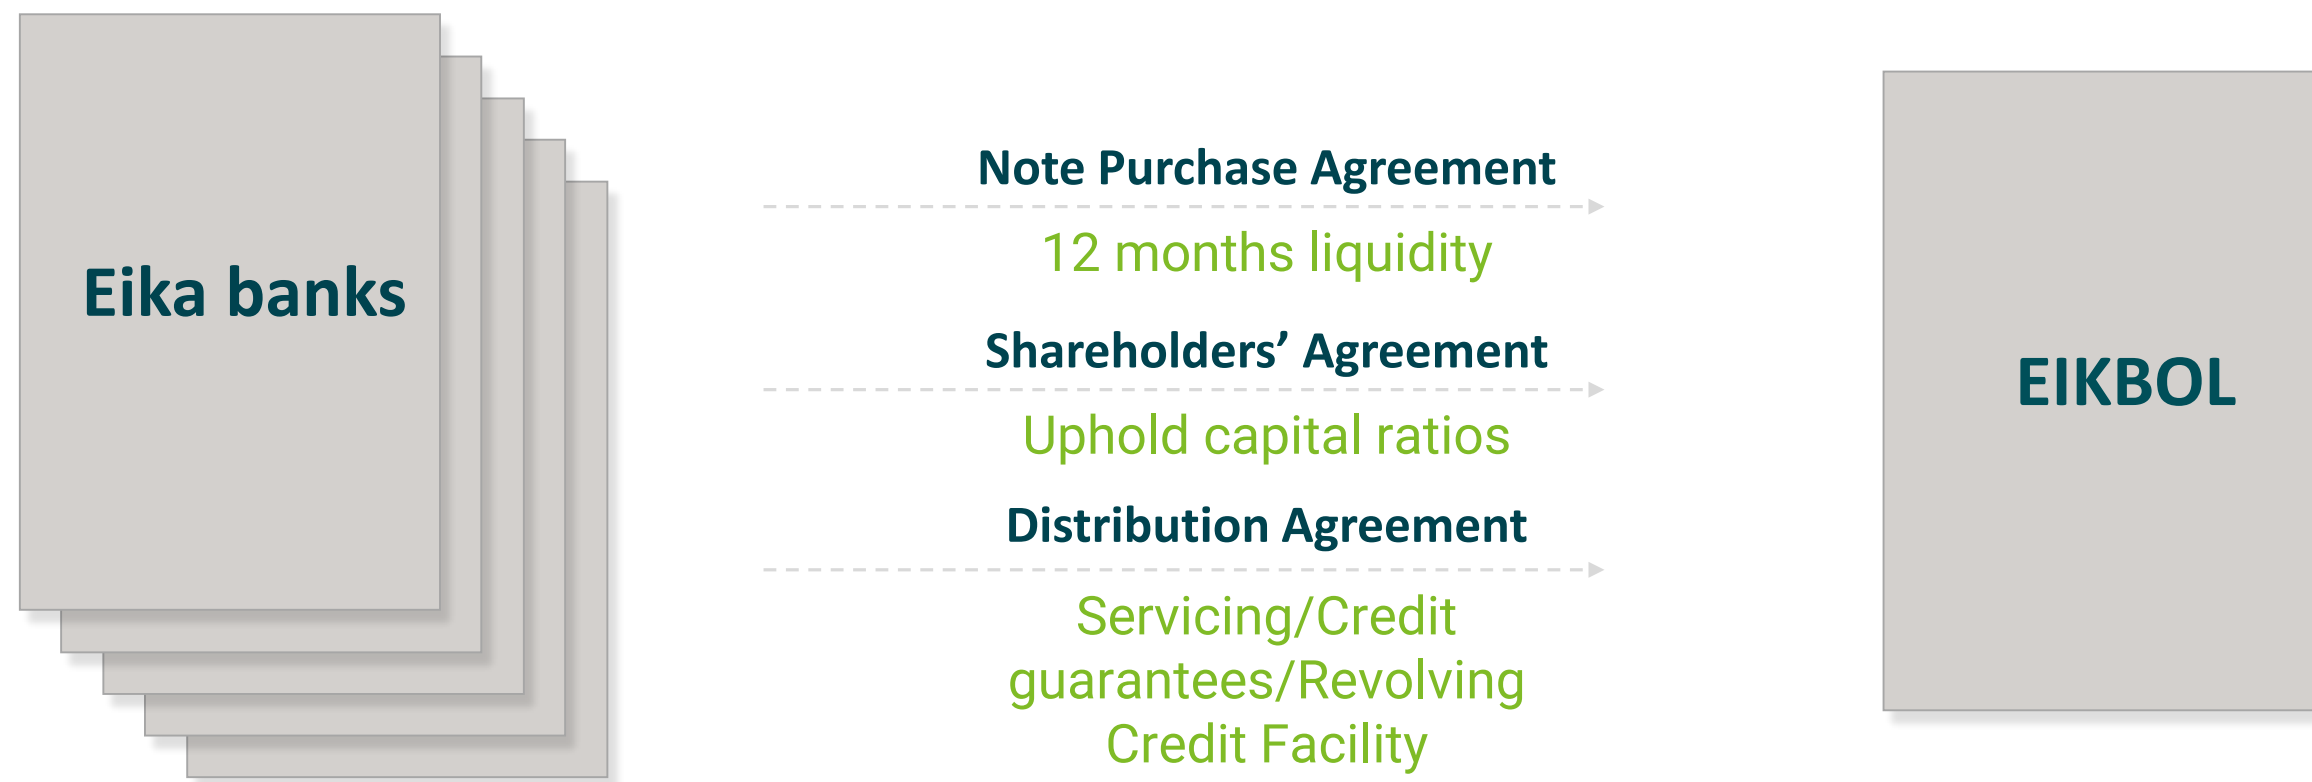 Eika banks
Note Purchase Agreement
12 months liquidity
Shareholders’ Agreement
Uphold capital ratios
Distribution Agreement
Servicing/Credit
guarantees/Revolving
Credit Facility
EIKBOL